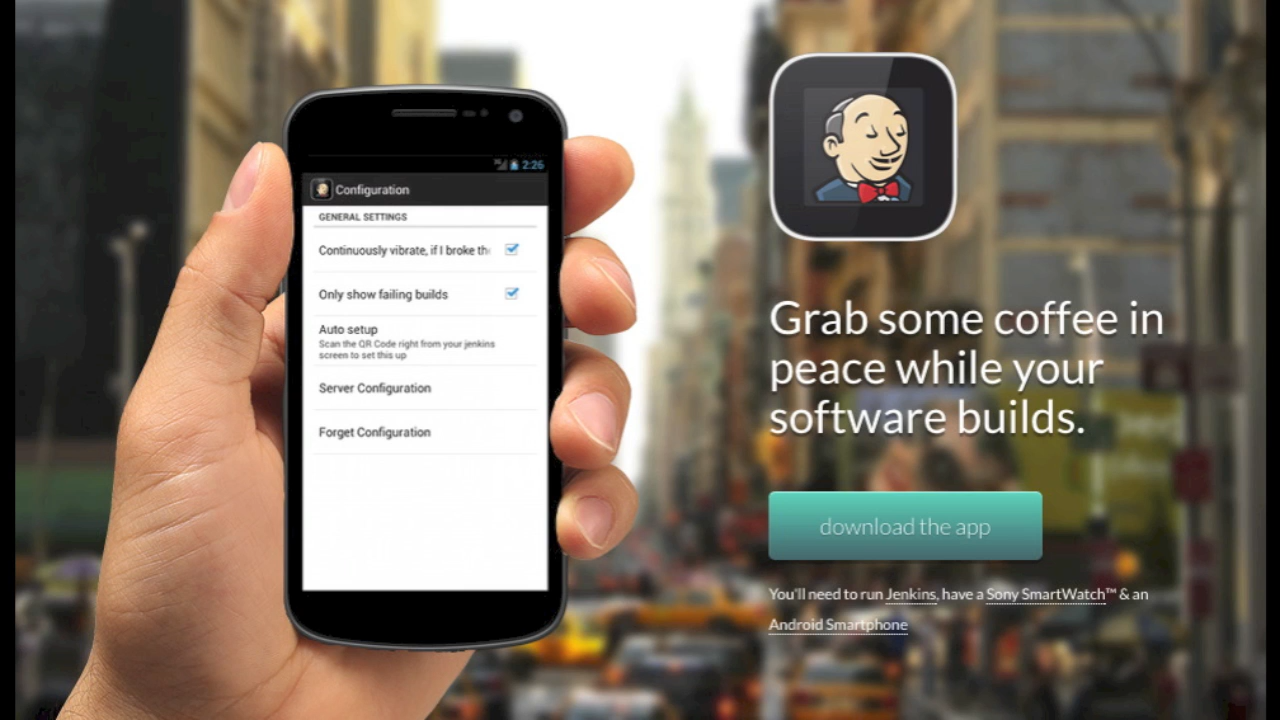 2:26
Configuration
GENERAL SETTINGS
Continuously vibrate, if I broke th
Only show failing builds
Auto setup
Scan the QR Code right from your jenkins
screen to set this up
Server Configuration
Forget Configuration
Grab some coffee in
peace while your
software builds.
download the app
You'll need to run Jenkins, have a Sony SmartWatch™ & an
Android Smartphone